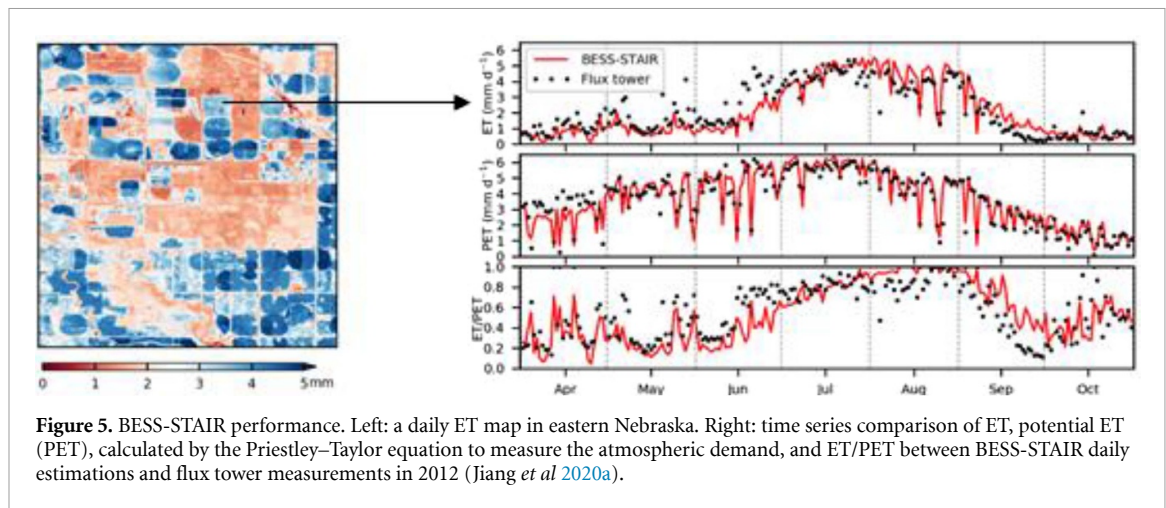 6
5
4
3
2
1
0
ET (mm d⁻¹)
BESS-STAIR
Flux tower
6
5
4
3
2
1
0
PET (mm d⁻¹)
1.0
0.8
0.6
0.4
0.2
0.0
ET/PET
Apr May Jun Jul Aug Sep Oct
0 1 2 3 4 5mm
Figure 5. BESS-STAIR performance. Left: a daily ET map in eastern Nebraska. Right: time series comparison of ET, potential ET
(PET), calculated by the Priestley–Taylor equation to measure the atmospheric demand, and ET/PET between BESS-STAIR daily
estimations and flux tower measurements in 2012 (Jiang et al 2020a).